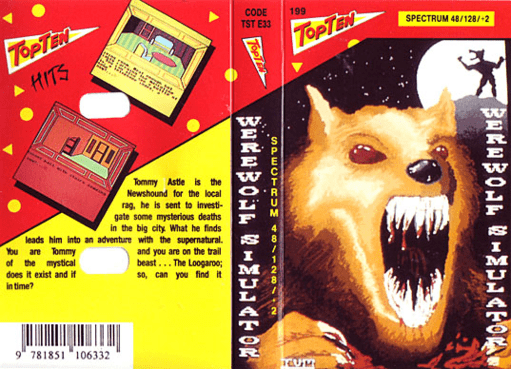 TOPTEN
HITS
Tommy Astle is the
Newshound for the local
rag, he is sent to investi-
gate some mysterious deaths
in the big city. What he finds
leads him into an adventure with the supernatural.
You are Tommy and you are on the trail
of the mystical beast . . . The Loogaroo;
does it exist and if so, can you find it
in time?
9 781851 106332
CODE
TST E33
TOPTEN
WEREWOLF SIMULATOR
SPECTRUM 48/128/+2
199
TOPTEN
SPECTRUM 48/128/+2
WEREWOLF SIMULATOR